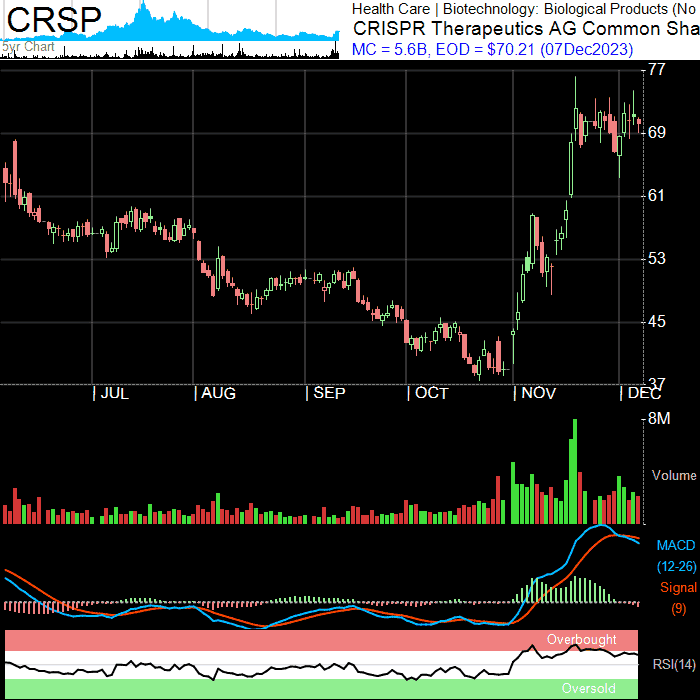 CRSP
5yr Chart
Health Care | Biotechnology: Biological Products (No
CRISPR Therapeutics AG Common Sha
MC = 5.6B, EOD = $70.21 (07Dec2023)
77
69
61
53
45
37
| JUL | AUG | SEP | OCT | NOV | DEC
8M
Volume
MACD
(12-26)
Signal
(9)
Overbought
RSI(14)
Oversold